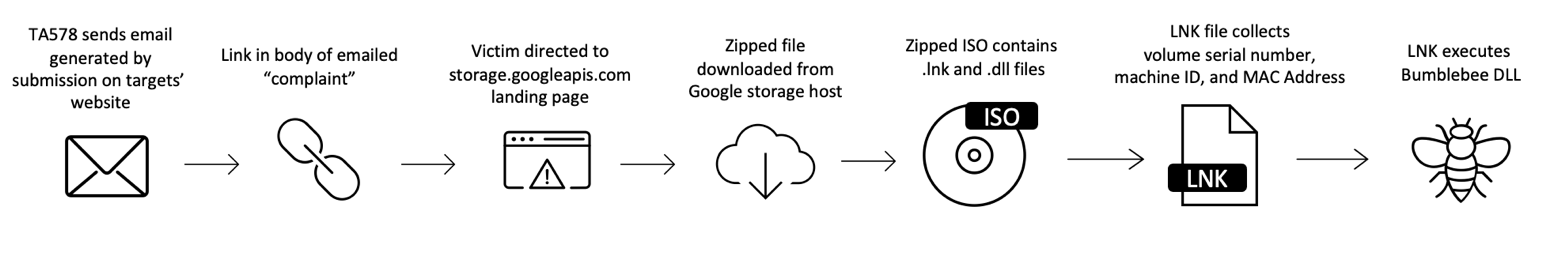 TA578 sends email
generated by
submission on targets’
website
Link in body of emailed
“complaint”
Victim directed to
storage.googleapis.com
landing page
Zipped file
downloaded from
Google storage host
Zipped ISO contains
.lnk and .dll files
ISO
LNK file collects
volume serial number,
machine ID, and MAC Address
LNK
LNK executes
Bumblebee DLL